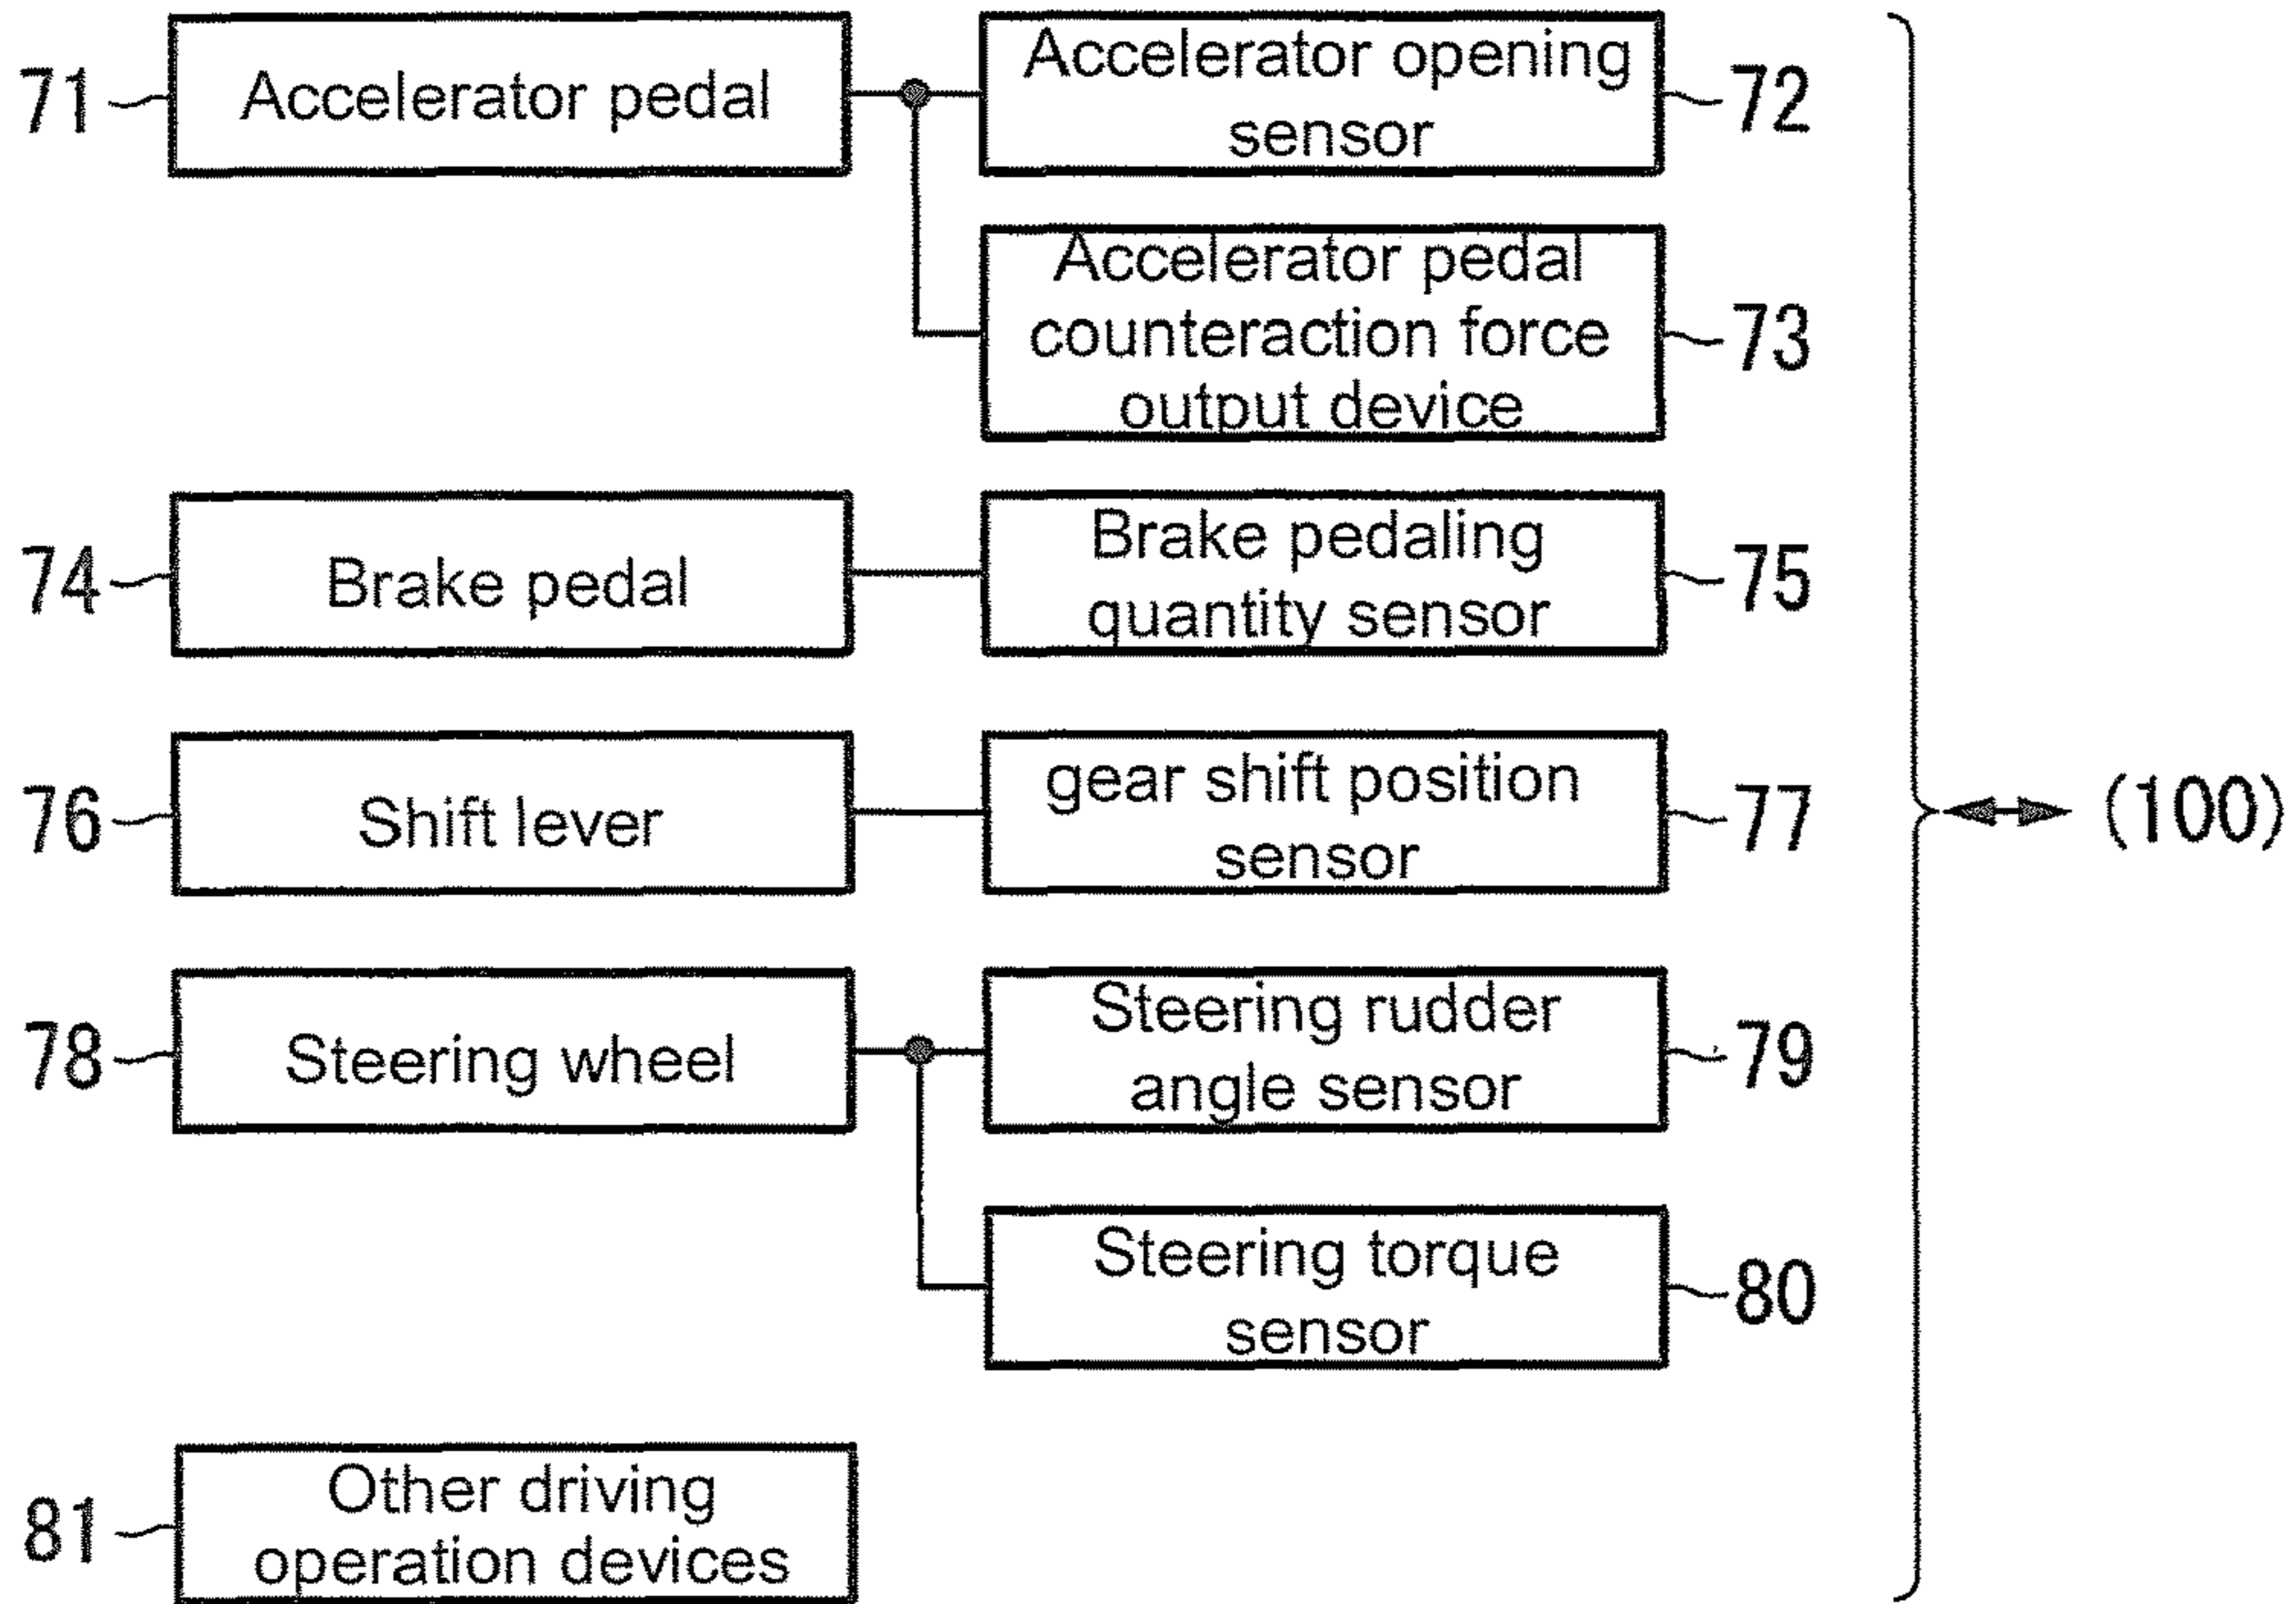 71
Accelerator pedal
Accelerator opening
sensor
72
Accelerator pedal
counteraction force
output device
73
74
Brake pedal
Brake pedaling
quantity sensor
75
76
Shift lever
gear shift position
sensor
77
(100)
78
Steering wheel
Steering rudder
angle sensor
79
Steering torque
sensor
80
81
Other driving
operation devices